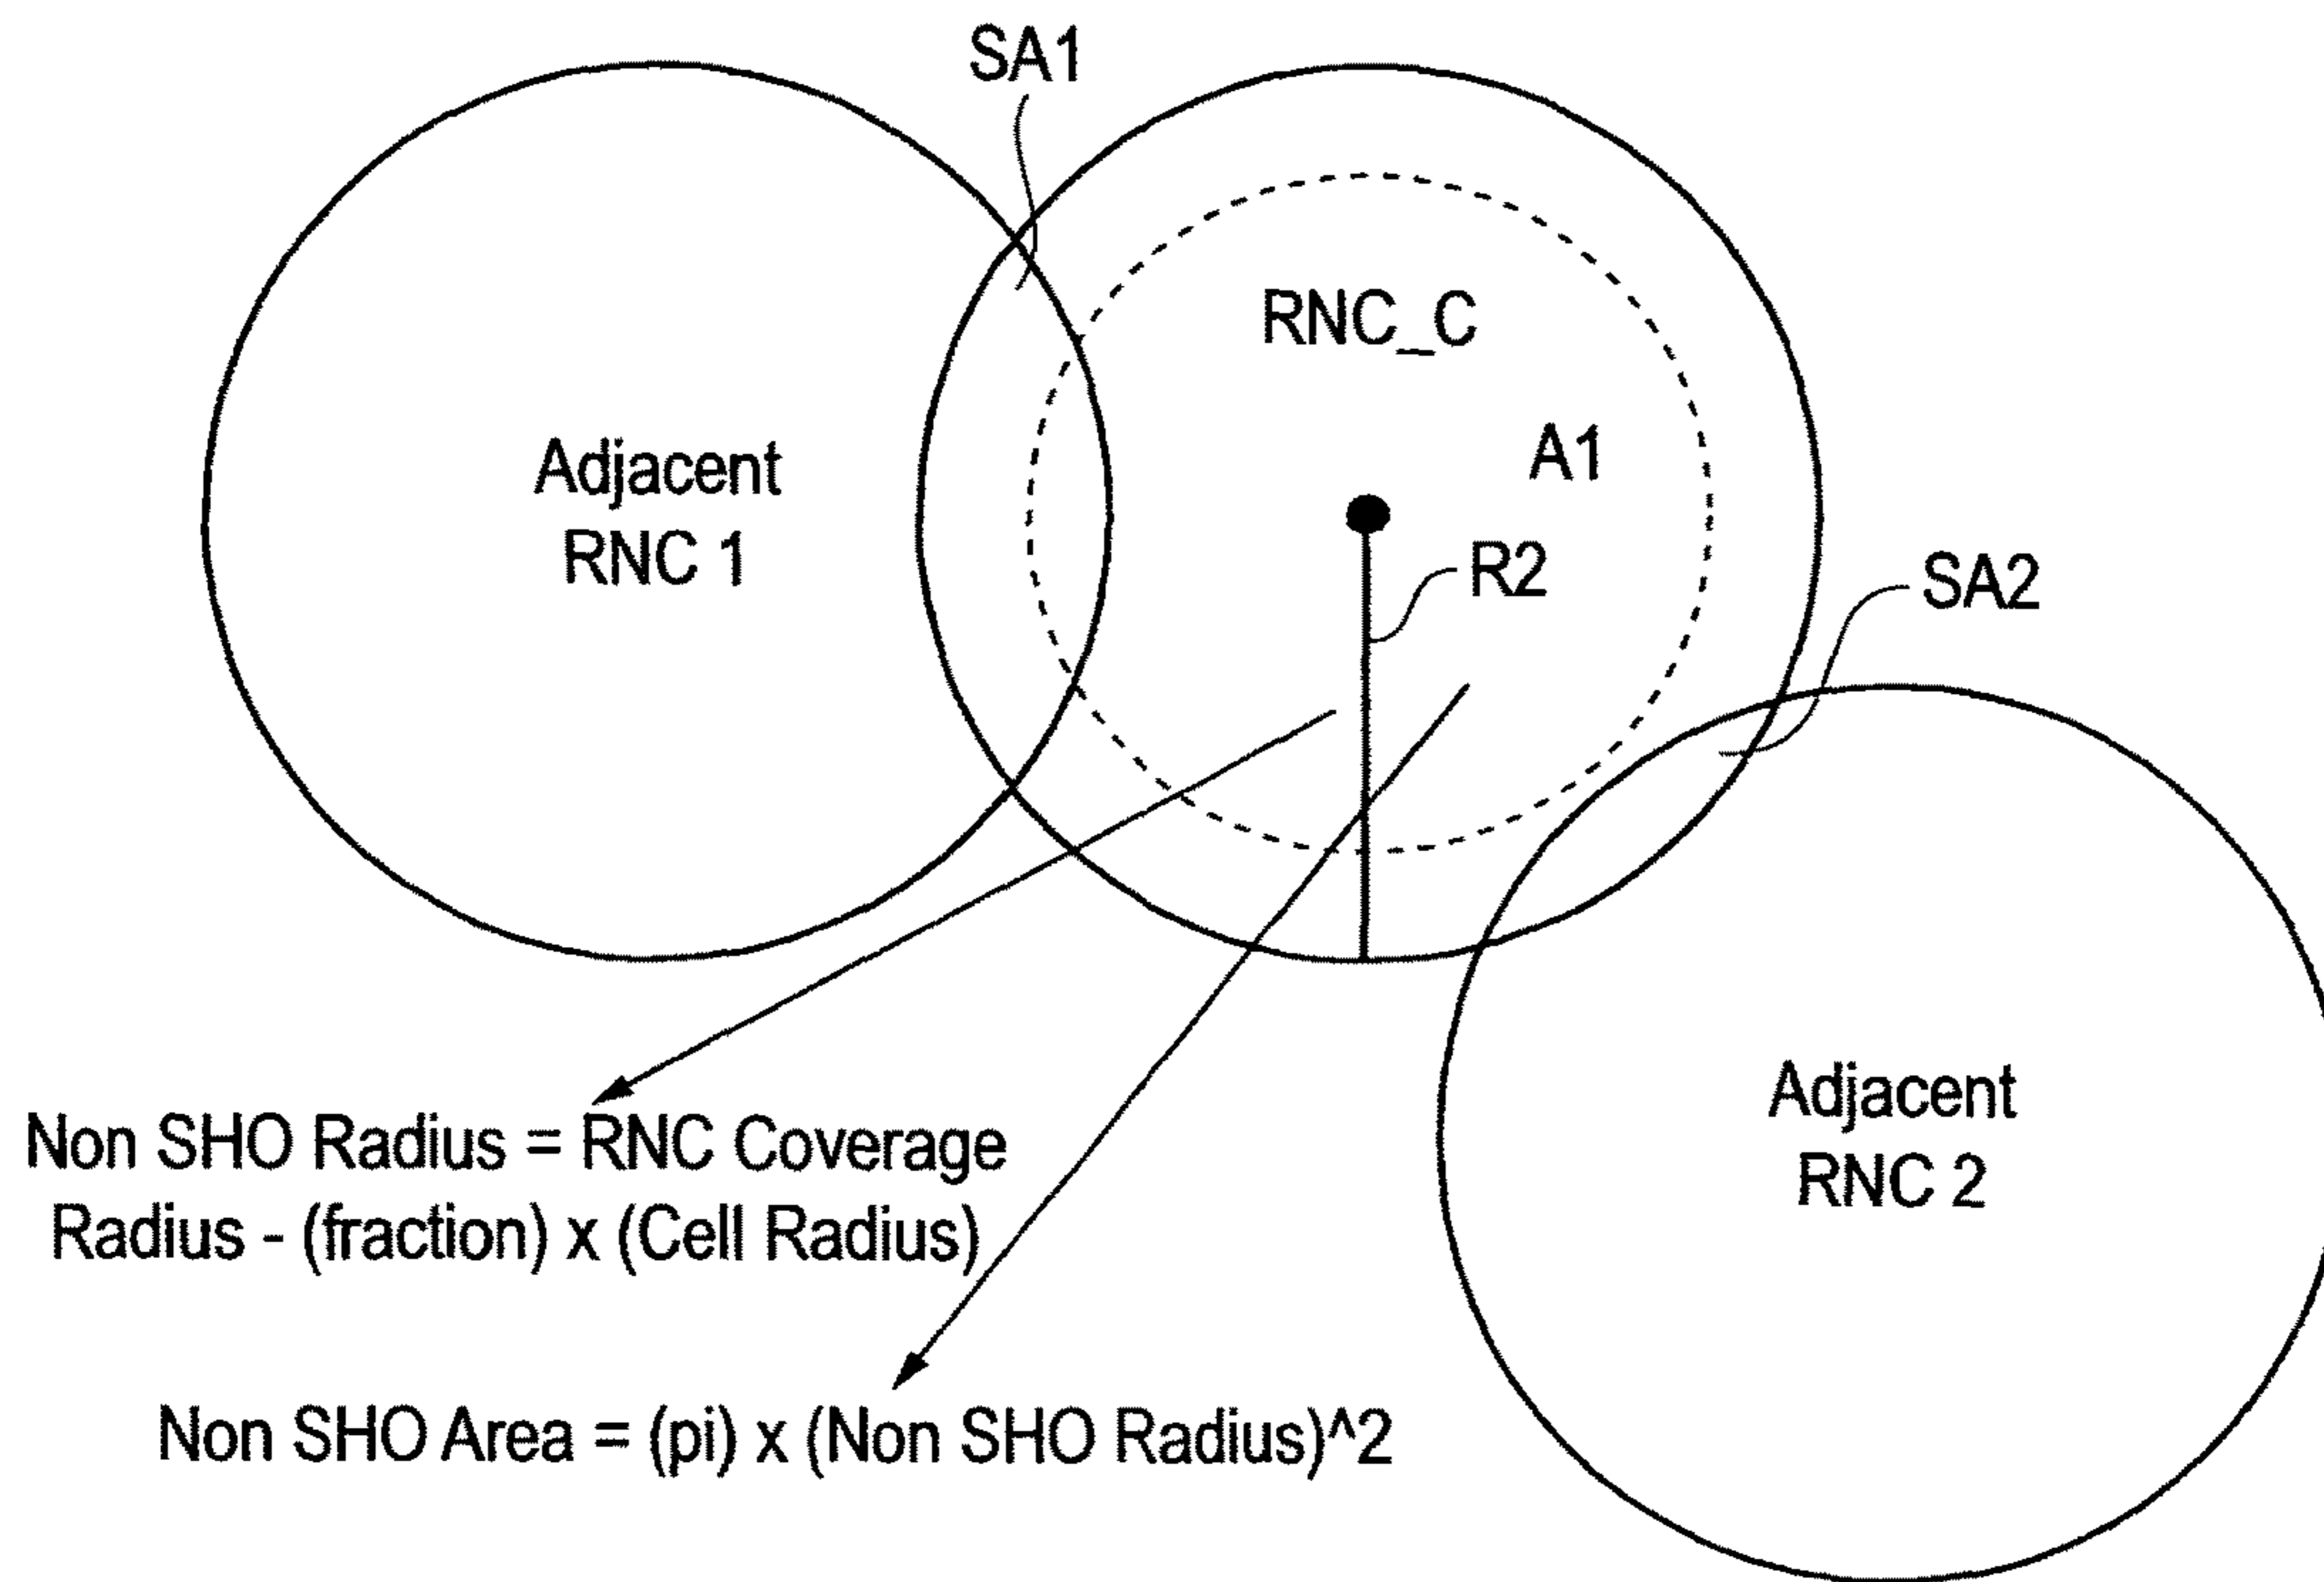 SA1
RNC_C
A1
Adjacent
RNC 1
R2
SA2
Adjacent
RNC 2
Non SHO Radius = RNC Coverage
Radius - (fraction) x (Cell Radius)
Non SHO Area = (pi) x (Non SHO Radius)^2